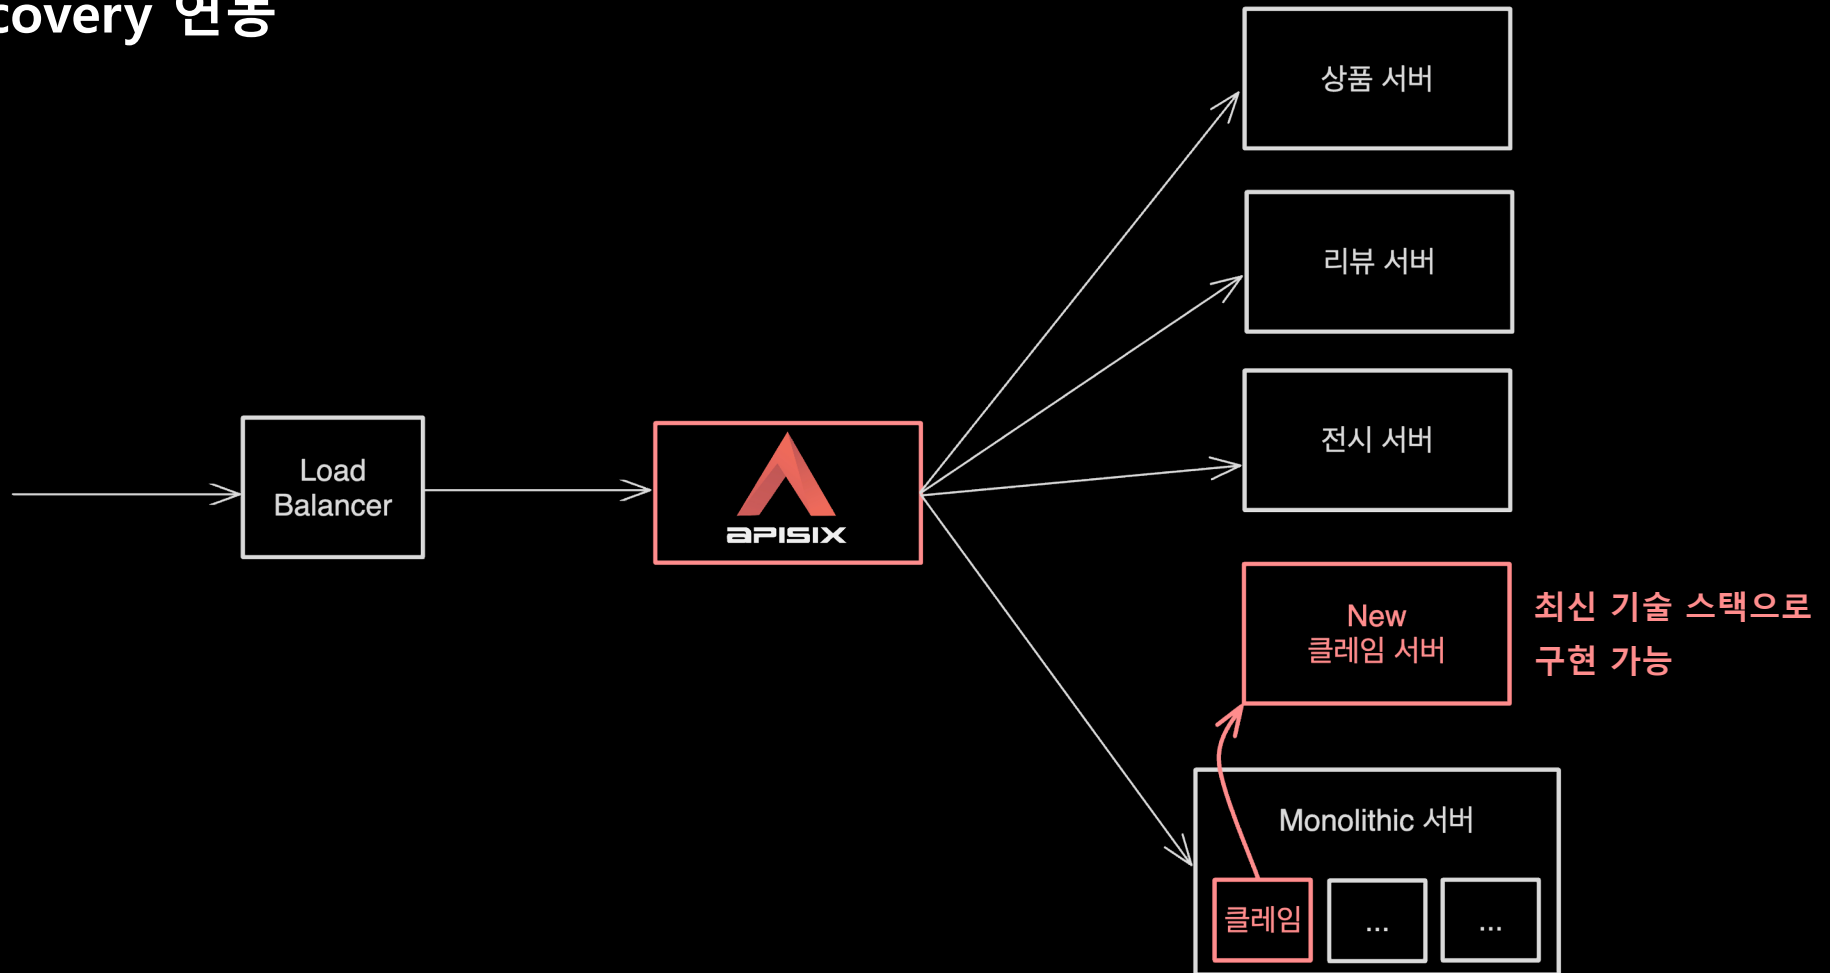 covery 연동
상품 서버
리뷰 서버
전시 서버
Load
Balancer
APISIX
New
클레임 서버
최신 기술 스택으로
구현 가능
Monolithic 서버
클레임
...
...